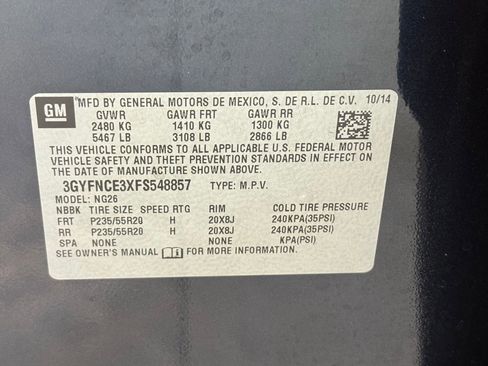 GM
MFD BY GENERAL MOTORS DE MEXICO, S. DE R.L. DE C.V. 10/14
GVWR GAWR FRT GAWR RR
2480 KG 1410 KG 1300 KG
5467 LB 3108 LB 2866 LB
THIS VEHICLE CONFORMS TO ALL APPLICABLE U.S. FEDERAL MOTOR
VEHICLE SAFETY AND THEFT PREVENTION STANDARDS IN EFFECT ON
THE DATE OF MANUFACTURE SHOWN ABOVE.
3GYFNCE3XFS548857 TYPE: M.P.V.
MODEL: NG26
NBBK TIRE SIZE SPEED RTG RIM COLD TIRE PRESSURE
FRT P235/55R20 H 20X8J 240KPA(35PSI)
RR P235/55R20 H 20X8J 240KPA(35PSI)
SPA NONE NONE KPA(PSI)
SEE OWNER'S MANUAL FOR MORE INFORMATION.